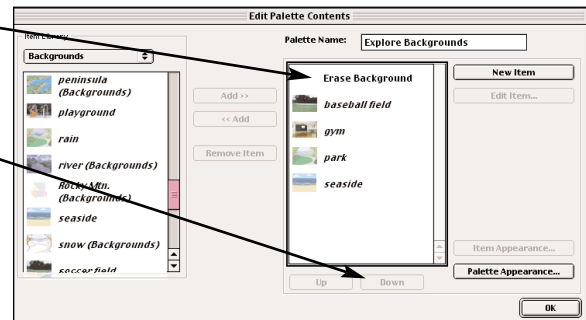 Edit Palette Contents
Item Library
Palette Name: Explore Backgrounds
Backgrounds
peninsula
(Backgrounds)
playground
rain
river (Backgrounds)
Rocky Mtn.
(Backgrounds)
seaside
snow (Backgrounds)
soccer field
Add >>
<< Add
Remove Item
Erase Background
baseball field
gym
park
seaside
Up
Down
New Item
Edit Item...
Item Appearance...
Palette Appearance...
OK